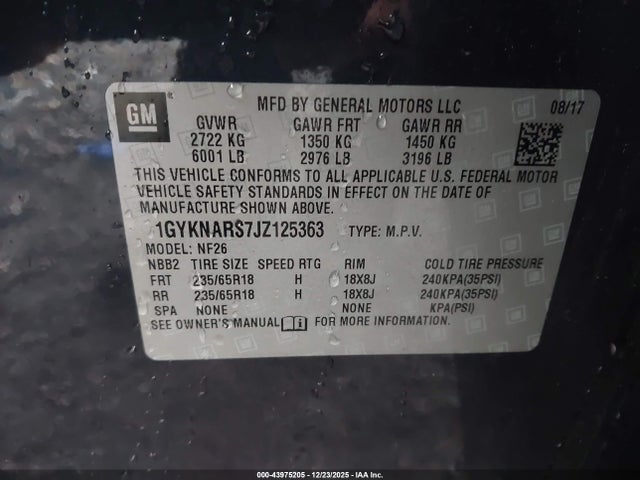 GM
MFD BY GENERAL MOTORS LLC 08/17
GVWR GAWR FRT GAWR RR
2722 KG 1350 KG 1450 KG
6001 LB 2976 LB 3196 LB
THIS VEHICLE CONFORMS TO ALL APPLICABLE U.S. FEDERAL MOTOR
VEHICLE SAFETY STANDARDS IN EFFECT ON THE DATE OF
MANUFACTURE SHOWN ABOVE.
1GYKNARS7JZ125363 TYPE: M.P.V.
MODEL: NF26
NBB2 TIRE SIZE SPEED RTG RIM COLD TIRE PRESSURE
FRT 235/65R18 H 18X8J 240KPA(35PSI)
RR 235/65R18 H 18X8J 240KPA(35PSI)
SPA NONE NONE KPA(PSI)
SEE OWNER'S MANUAL FOR MORE INFORMATION.
000-43975205 - 12/23/2025 - IAA Inc.